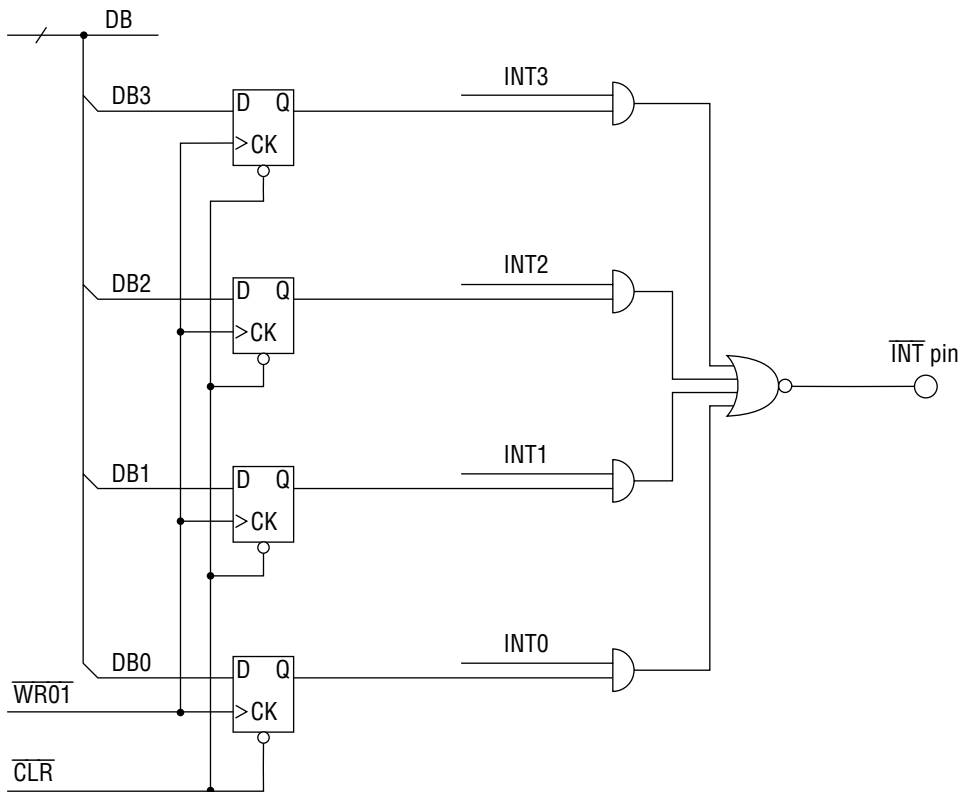 DB
DB3
D Q
CK
INT3
DB2
D Q
CK
INT2
INT pin
DB1
D Q
CK
INT1
DB0
D Q
CK
INT0
WR01
CLR